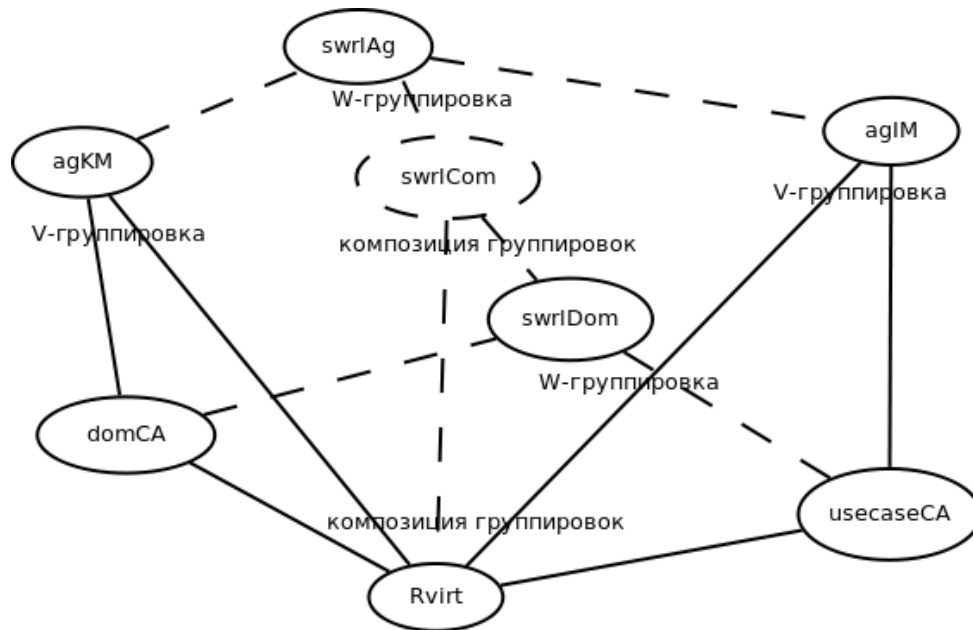 swrlAg
W-группировка
agIM
agKM
swrlCom
V-группировка
V-группировка
композиция группировок
swrlDom
W-группировка
domCA
usecaseCA
композиция группировок
Rvirt